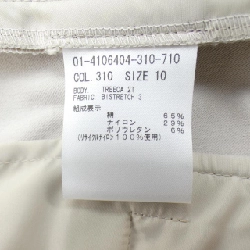 01-4106404-310-710
COL 310 SIZE 10
BODY TREECA 21
FABRIC BISTRETCH 2
組成表示
綿 65%
ナイロン 29%
ポリウレタン 6%
(リサイクルナイロン100%使用)